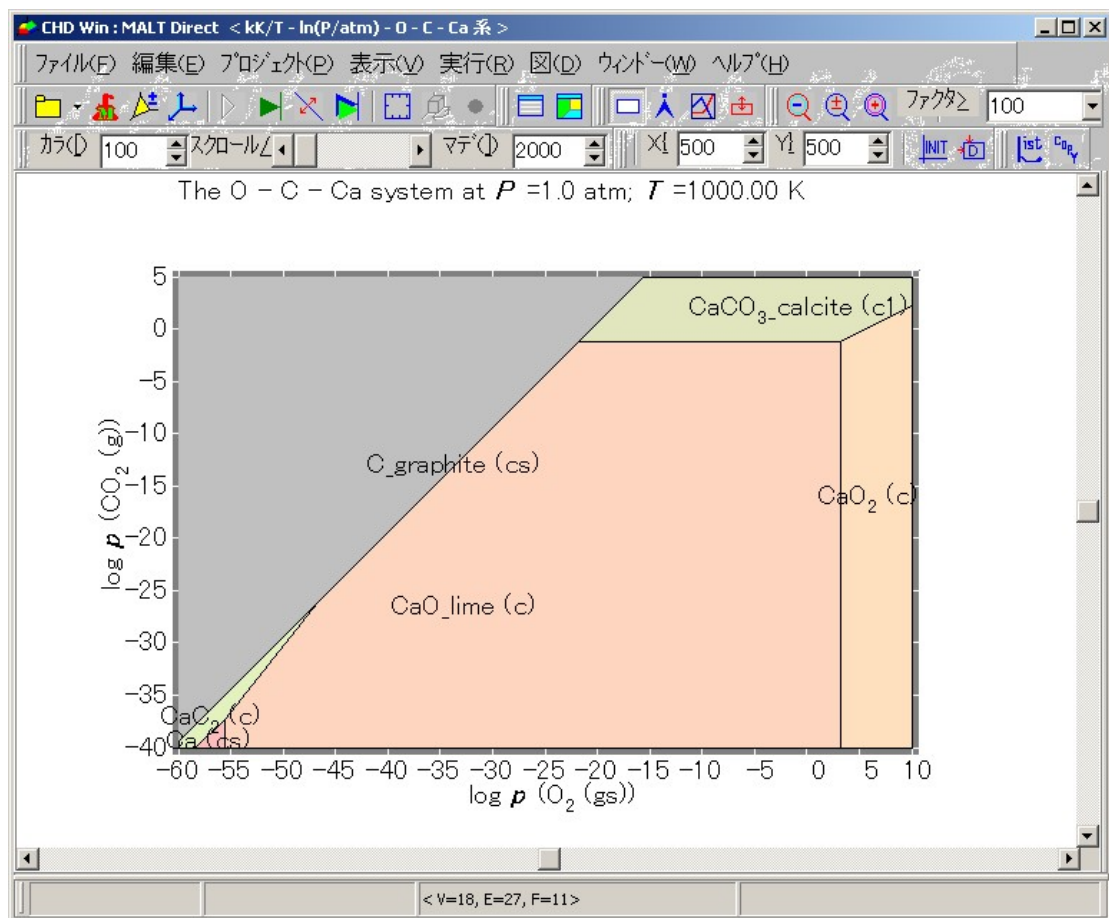 CHD Win : MALT Direct < kK/T - ln(P/atm) - O - C - Ca 系 >
ファイル(F) 編集(E) プロジェクト(P) 表示(V) 実行(R) 図(D) ウィンドー(W) ヘルプ(H)
ファクタ 100
カラ(I) 100 スクロール マデ(I) 2000 X 500 Y 500 INIT D list Copy
The O - C - Ca system at P =1.0 atm; T =1000.00 K
5
CaCO3_calcite (c1)
0
-5
-10
C_graphite (cs)
-15
CaO2 (c)
log p (CO2 (g))
-20
-25
CaO_lime (c)
-30
-35
CaC2 (c)
Ca (cs)
-40
-60 -55 -50 -45 -40 -35 -30 -25 -20 -15 -10 -5 0 5 10
log p (O2 (gs))
< V=18, E=27, F=11>